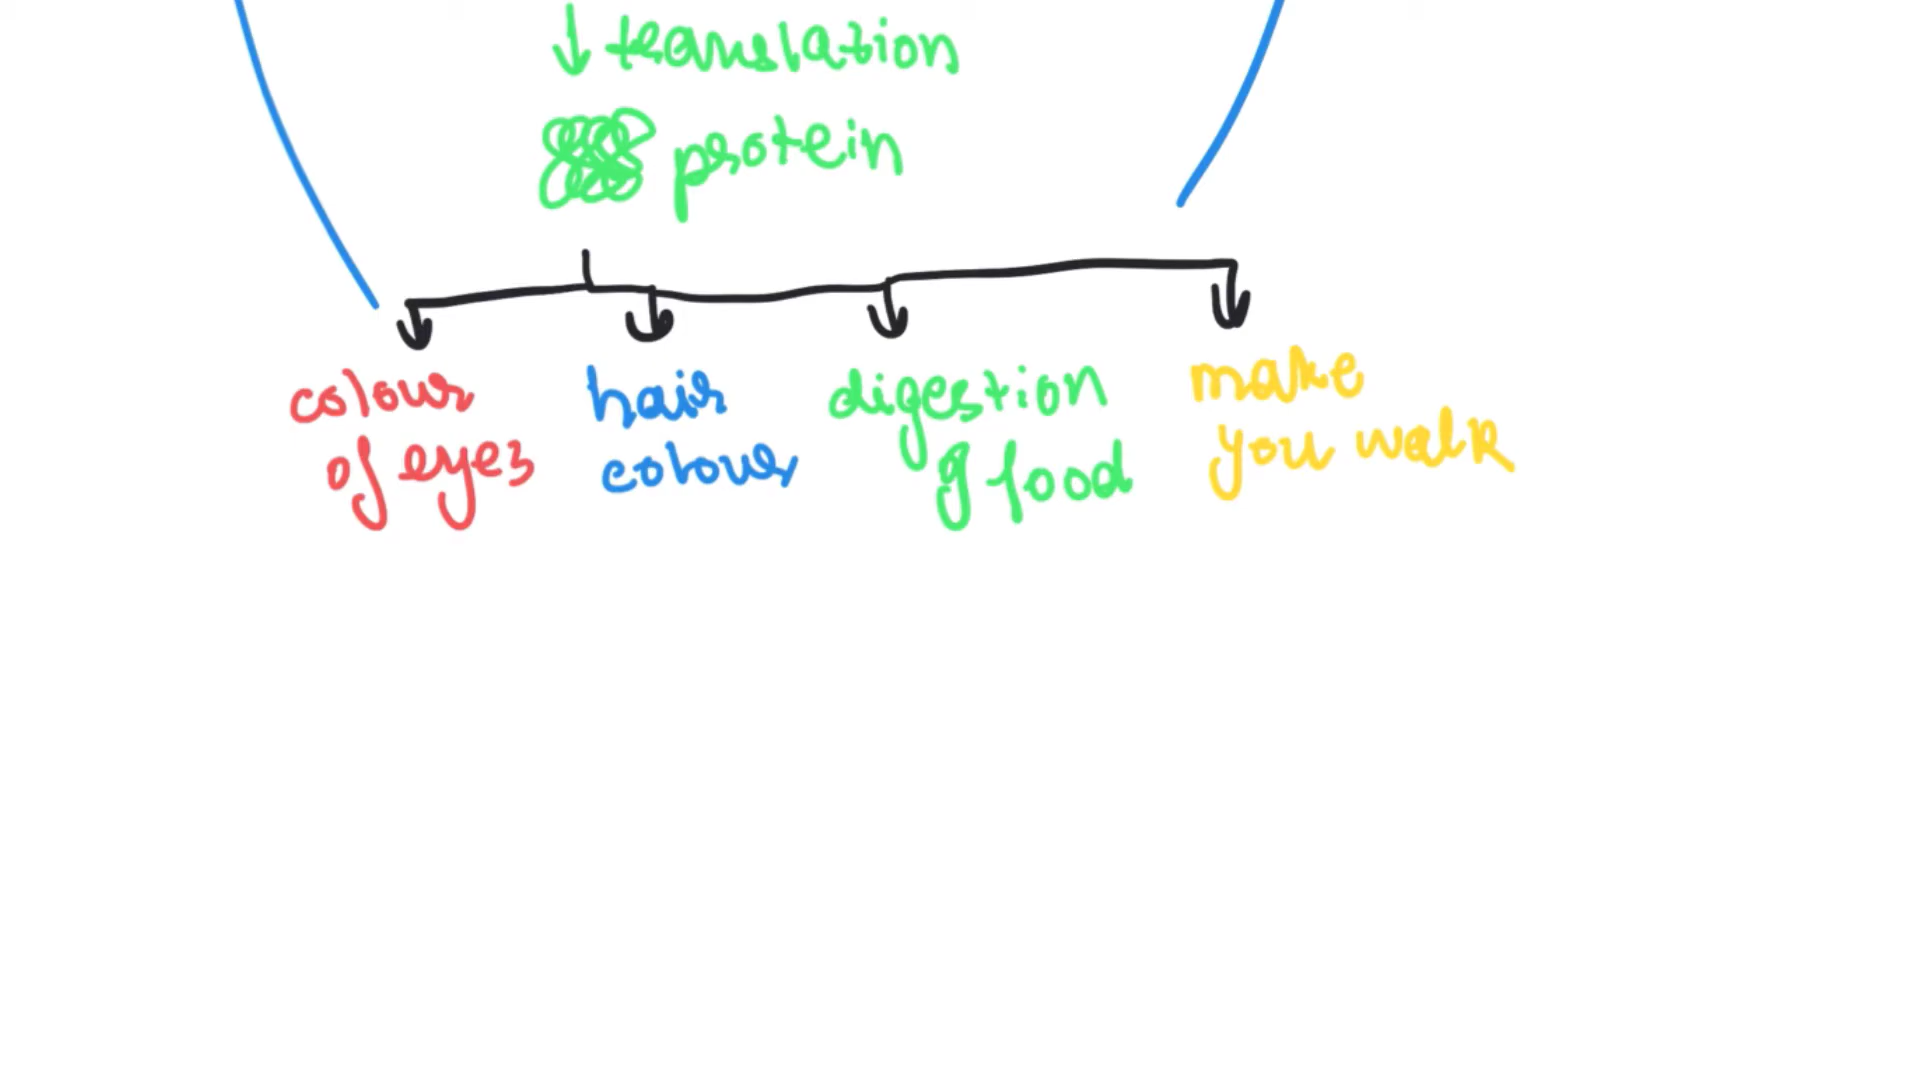 translation
protein
colour
of eyes
hair
colour
digestion
of food
make
you walk